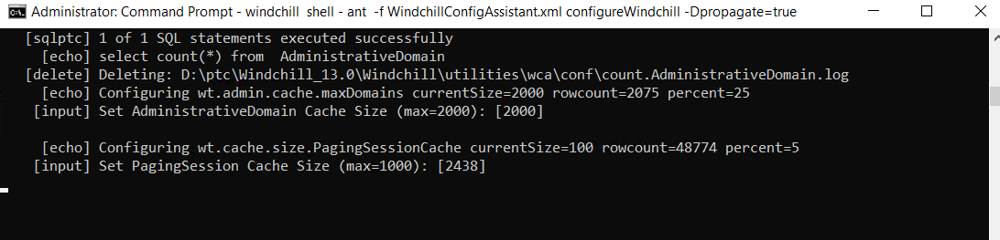 Administrator: Command Prompt - windchill  shell - ant  -f WindchillConfigAssistant.xml configureWindchill -Dpropagate=true
[sqlptc] 1 of 1 SQL statements executed successfully
[echo] select count(*) from  AdministrativeDomain
[delete] Deleting: D:\ptc\Windchill_13.0\Windchill\utilities\wca\conf\count.AdministrativeDomain.log
[echo] Configuring wt.admin.cache.maxDomains currentSize=2000 rowcount=2075 percent=25
[input] Set AdministrativeDomain Cache Size (max=2000): [2000]
[echo] Configuring wt.cache.size.PagingSessionCache currentSize=100 rowcount=48774 percent=5
[input] Set PagingSession Cache Size (max=1000): [2438]